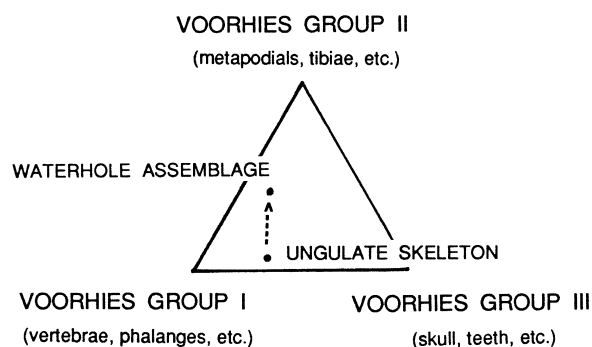 VOORHIES GROUP II
(metapodials, tibiae, etc.)
WATERHOLE ASSEMBLAGE
UNGULATE SKELETON
VOORHIES GROUP I
VOORHIES GROUP III
(vertebrae, phalanges, etc.)
(skull, teeth, etc.)